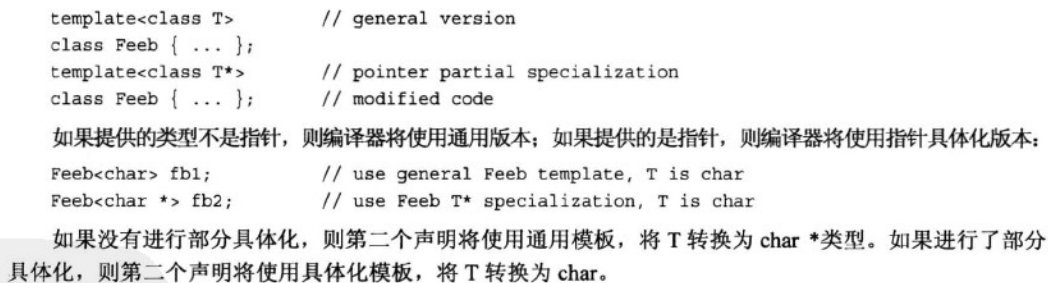 template<class T>          // general version
class Feeb { ... };
template<class T*>         // pointer partial specialization
class Feeb { ... };        // modified code
如果提供的类型不是指针，则编译器将使用通用版本；如果提供的是指针，则编译器将使用指针具体化版本：
Feeb<char> fb1;            // use general Feeb template, T is char
Feeb<char *> fb2;          // use Feeb T* specialization, T is char
如果没有进行部分具体化，则第二个声明将使用通用模板，将 T 转换为 char *类型。如果进行了部分
具体化，则第二个声明将使用具体化模板，将 T 转换为 char。